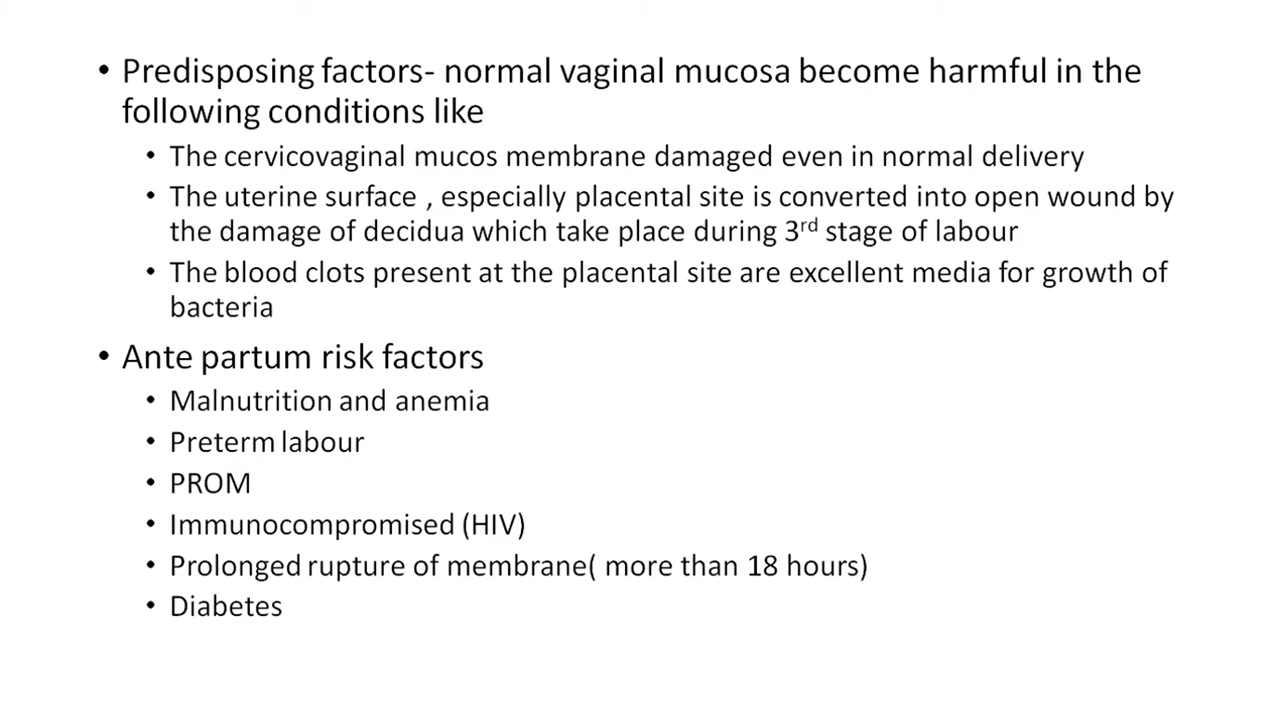 • Predisposing factors- normal vaginal mucosa become harmful in the
following conditions like
• The cervicovaginal mucos membrane damaged even in normal delivery
• The uterine surface , especially placental site is converted into open wound by
the damage of decidua which take place during 3rd stage of labour
• The blood clots present at the placental site are excellent media for growth of
bacteria
• Ante partum risk factors
• Malnutrition and anemia
• Preterm labour
• PROM
• Immunocompromised (HIV)
• Prolonged rupture of membrane( more than 18 hours)
• Diabetes